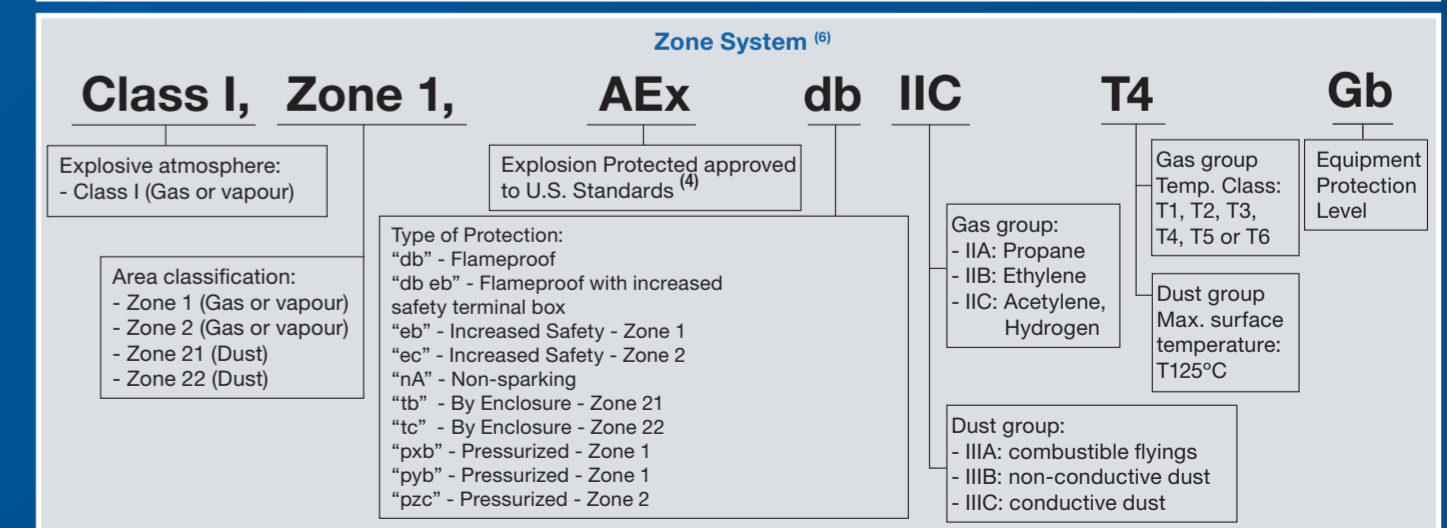 Zone System (6)
Class I, Zone 1, AEx db IIC T4 Gb
Explosive atmosphere:
- Class I (Gas or vapour)
Area classification:
- Zone 1 (Gas or vapour)
- Zone 2 (Gas or vapour)
- Zone 21 (Dust)
- Zone 22 (Dust)
Explosion Protected approved
to U.S. Standards (4)
Type of Protection:
“db” - Flameproof
“db eb” - Flameproof with increased
safety terminal box
“eb” - Increased Safety - Zone 1
“ec” - Increased Safety - Zone 2
“nA” - Non-sparking
“tb” - By Enclosure - Zone 21
“tc” - By Enclosure - Zone 22
“pxb” - Pressurized - Zone 1
“pyb” - Pressurized - Zone 1
“pzc” - Pressurized - Zone 2
Gas group:
- IIA: Propane
- IIB: Ethylene
- IIC: Acetylene,
Hydrogen
Dust group:
- IIIA: combustible flyings
- IIIB: non-conductive dust
- IIIC: conductive dust
Gas group
Temp. Class:
T1, T2, T3,
T4, T5 or T6
Dust group
Max. surface
temperature:
T125ºC
Equipment
Protection
Level